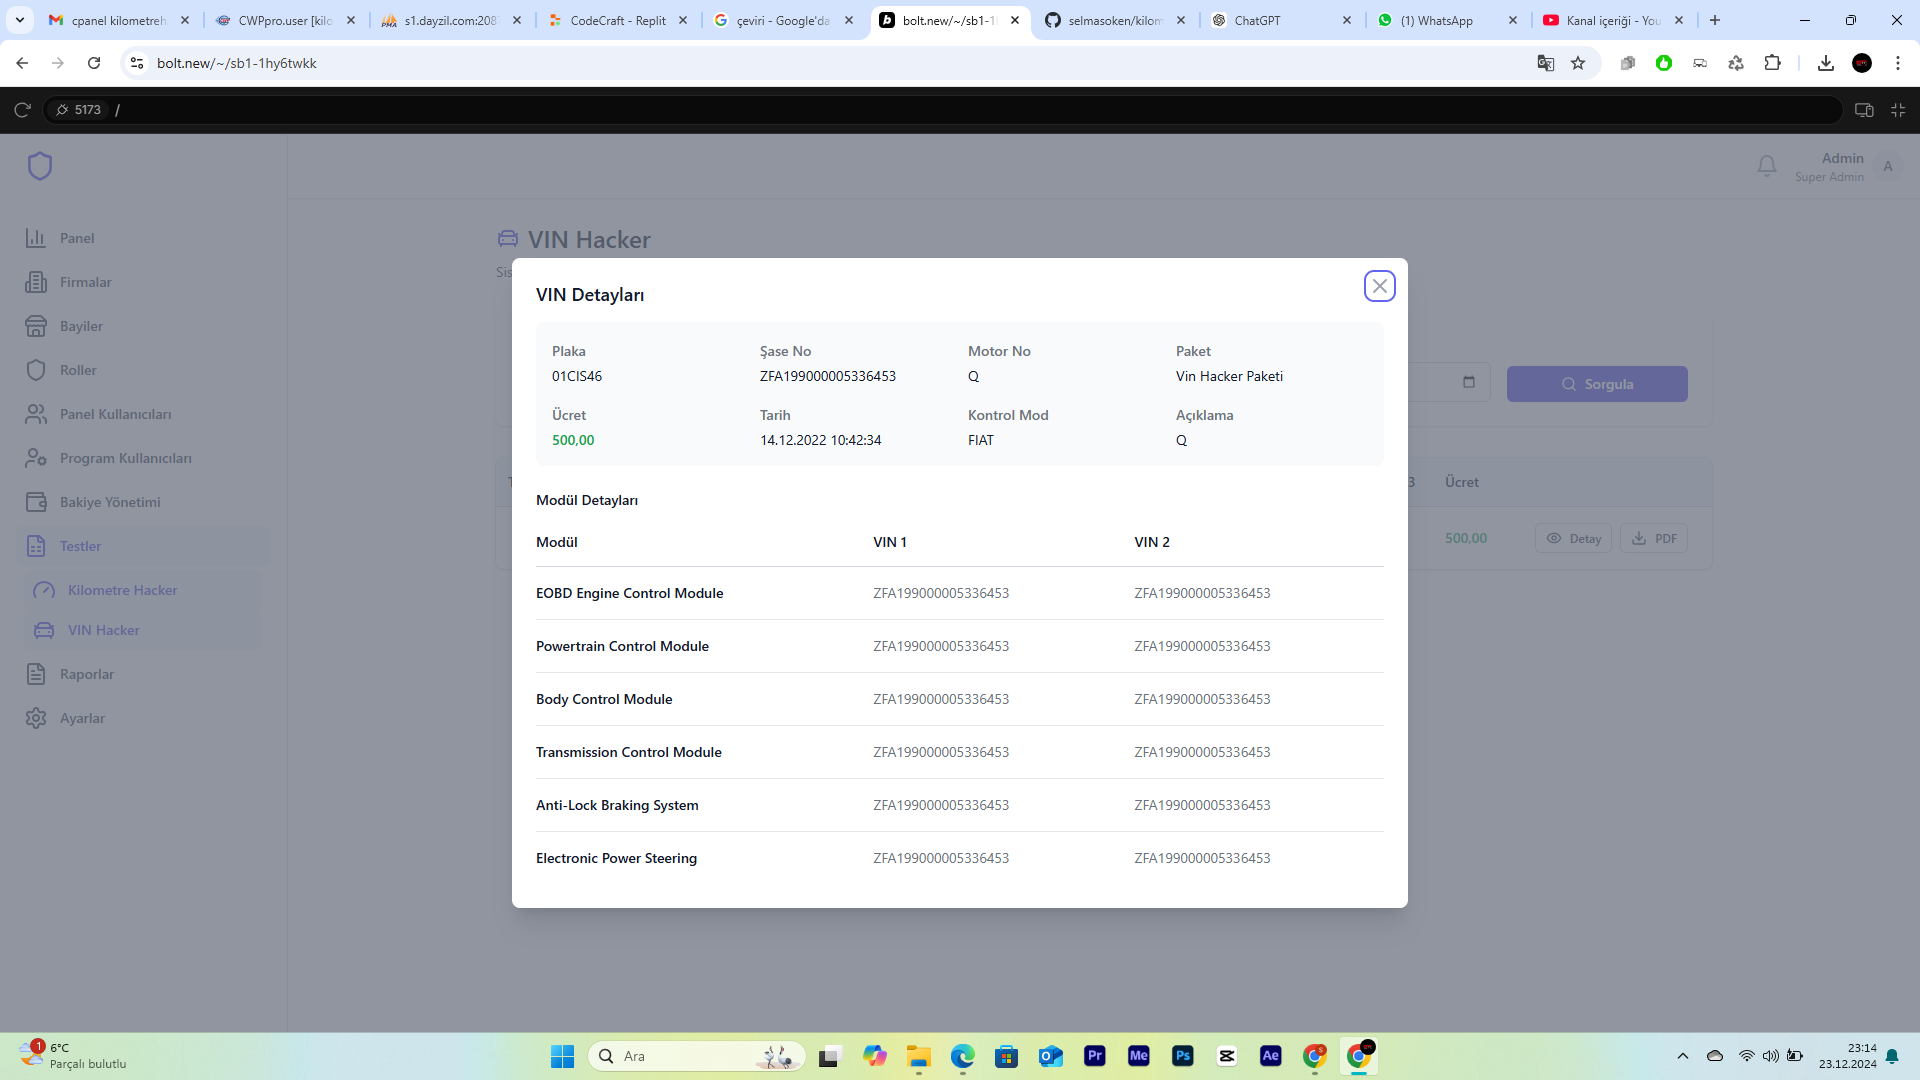 cpanel kilometreh
CWPpro.user [kilo
s1.dayzil.com:208
CodeCraft - Replit
çeviri - Google'da
bolt.new/~/sb1-1
selmasoken/kilom
ChatGPT
(1) WhatsApp
Kanal içeriği - You
bolt.new/~/sb1-1hy6twkk
5173 /
Admin
Super Admin
A
Panel
Firmalar
Bayiler
Roller
Panel Kullanıcıları
Program Kullanıcıları
Bakiye Yönetimi
Testler
Kilometre Hacker
VIN Hacker
Raporlar
Ayarlar
VIN Hacker
Sis
Sorgula
3 Ücret
500,00 Detay PDF
VIN Detayları
Plaka Şase No Motor No Paket
01CIS46 ZFA199000005336453 Q Vin Hacker Paketi
Ücret Tarih Kontrol Mod Açıklama
500,00 14.12.2022 10:42:34 FIAT Q
Modül Detayları
Modül VIN 1 VIN 2
EOBD Engine Control Module ZFA199000005336453 ZFA199000005336453
Powertrain Control Module ZFA199000005336453 ZFA199000005336453
Body Control Module ZFA199000005336453 ZFA199000005336453
Transmission Control Module ZFA199000005336453 ZFA199000005336453
Anti-Lock Braking System ZFA199000005336453 ZFA199000005336453
Electronic Power Steering ZFA199000005336453 ZFA199000005336453
1
6°C
Parçalı bulutlu
Ara
Pr
Me
Ps
Ae
23:14
23.12.2024